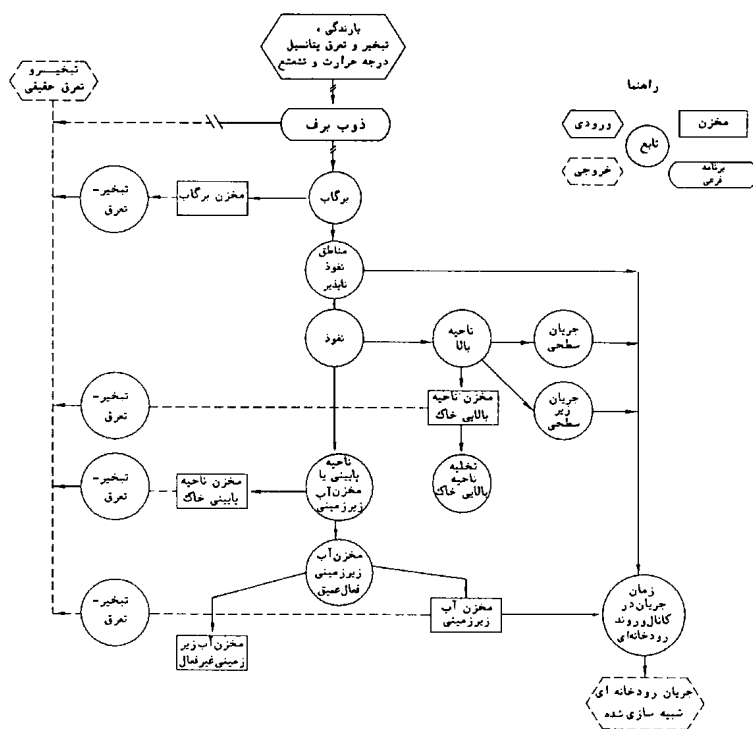 بارندگی ،
تبخیر و تعرق پتانسیل
درجه حرارت و تشعشع
تبخیــرو
تعرق حقیقی
راهنما
ورودی
مخزن
تابع
خروجی
برنامه
فرعی
ذوب برف
برگاب
مخزن برگاب
تبخیر-
تعرق
مناطق
نفوذ
ناپذیر
نفوذ
ناحیه
بالا
جریان
سطحی
جریان
زیر
سطحی
مخزن ناحیه
بالایی خاک
تبخیر-
تعرق
تخلیه
ناحیه
بالایی خاک
ناحیه
پایینی یا
مخزن آب
زیرزمینی
مخزن ناحیه
پایینی خاک
تبخیر-
تعرق
مخزن آب
زیرزمینی
فعال عمیق
مخزن آب
زیرزمینی
تبخیر-
تعرق
مخزن آب زیر
زمینی غیرفعال
زمان
جریان در
کانال و روند
رودخانه‌ای
جریان رودخانه ای
شبیه سازی شده